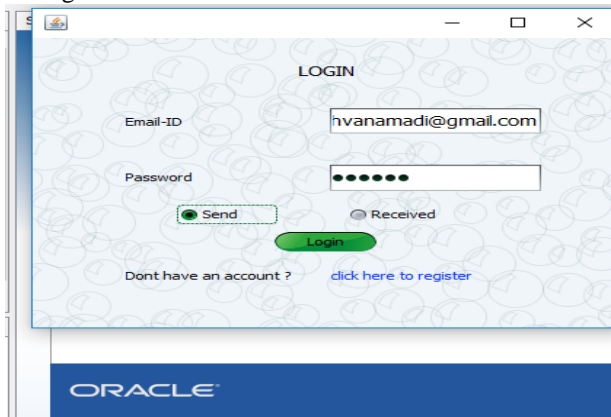 LOGIN
Email-ID
hvanamadi@gmail.com
Password
●●●●●●
Send
Received
Login
Dont have an account ?
click here to register
ORACLE